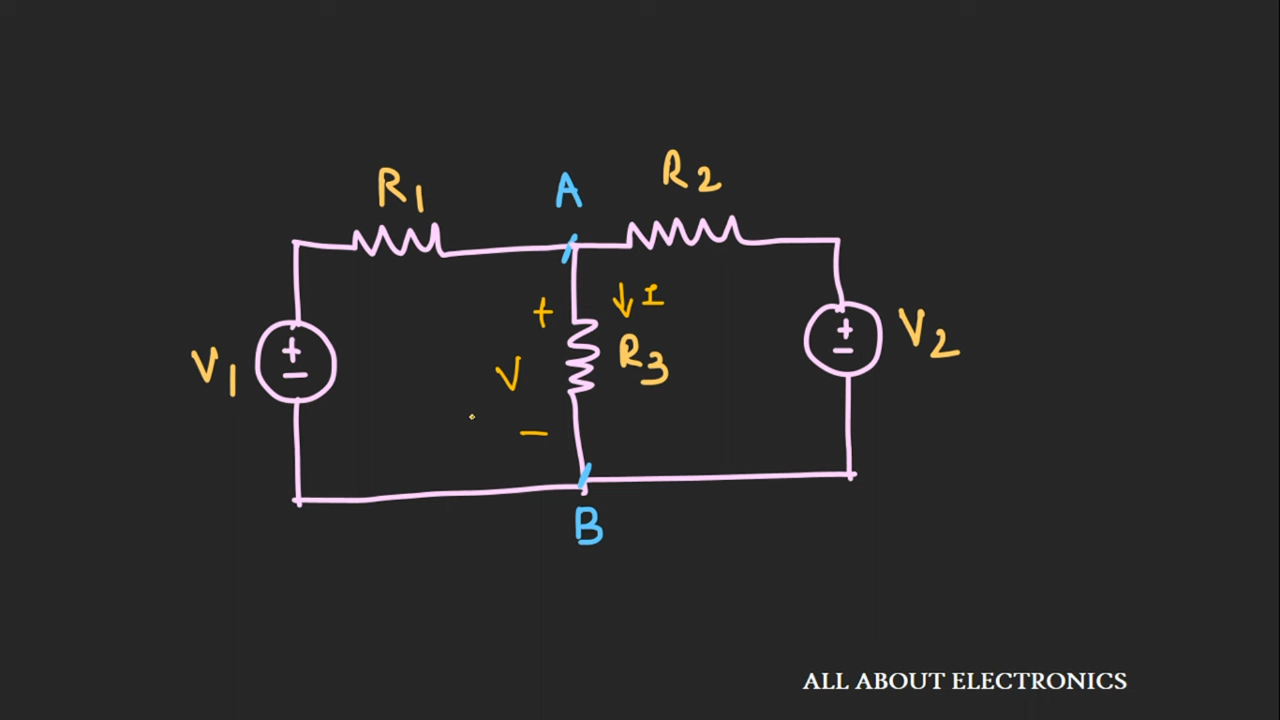 R1
A
R2
+
↓ I
V1
+
−
V
R3
+
−
V2
−
B
ALL ABOUT ELECTRONICS